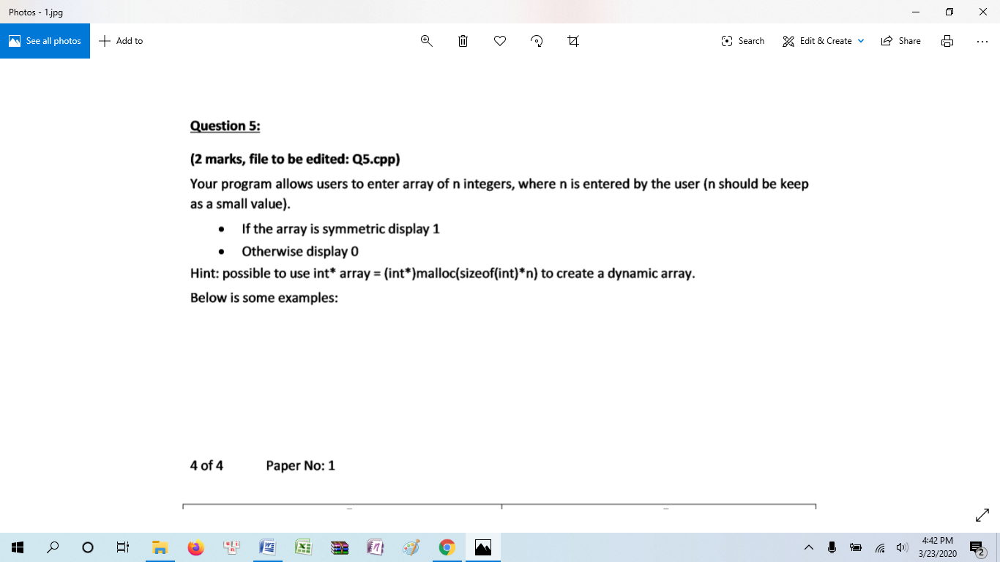 Photos - 1.jpg
See all photos
Add to
Search
Edit & Create
Share
Question 5:
(2 marks, file to be edited: Q5.cpp)
Your program allows users to enter array of n integers, where n is entered by the user (n should be keep
as a small value).
• If the array is symmetric display 1
• Otherwise display 0
Hint: possible to use int* array = (int*)malloc(sizeof(int)*n) to create a dynamic array.
Below is some examples:
4 of 4 Paper No: 1
4:42 PM
3/23/2020
2